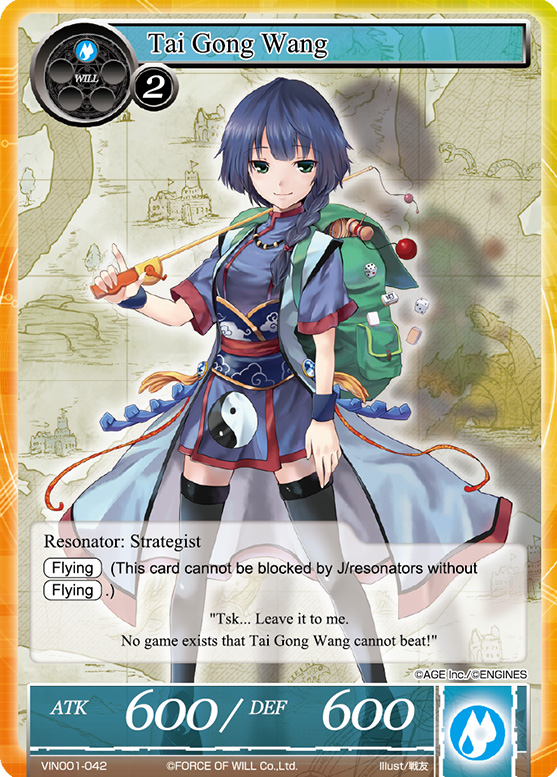 Tai Gong Wang
WILL
2
Resonator: Strategist
Flying (This card cannot be blocked by J/resonators without
Flying .)
"Tsk... Leave it to me.
No game exists that Tai Gong Wang cannot beat!"
©AGE Inc./©ENGINES
ATK 600 / DEF 600
VIN001-042 ©FORCE OF WILL Co.,Ltd. Illust/戦友